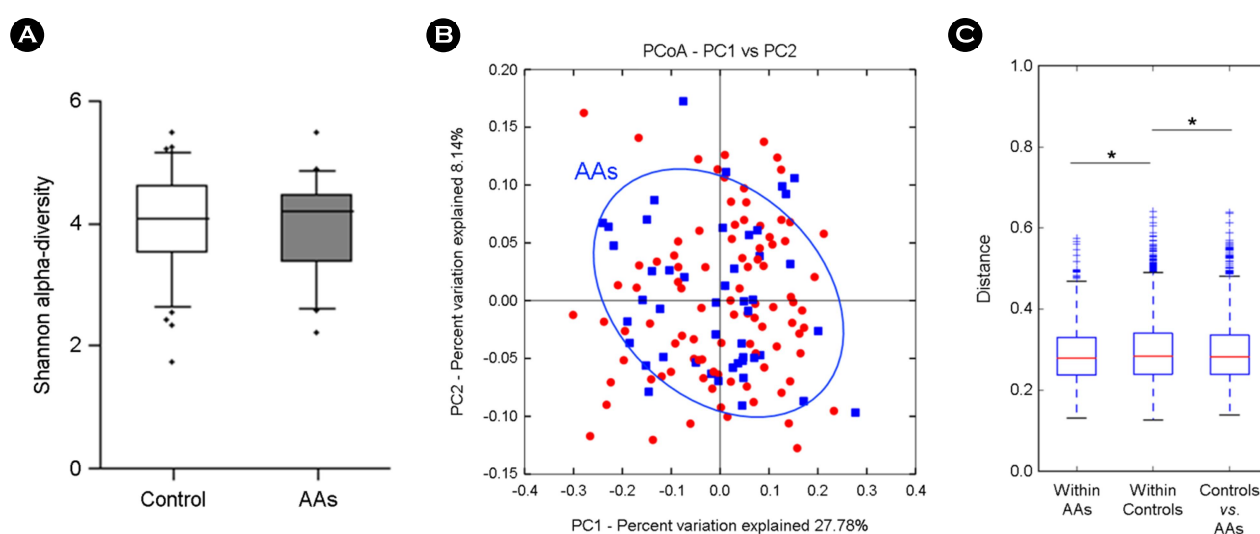 A
Shannon alpha-diversity
6
4
2
0
Control
AAs
B
PCoA - PC1 vs PC2
PC2 - Percent variation explained 8.14%
0.20
0.15
0.10
0.05
0.00
-0.05
-0.10
-0.15
AAs
-0.4
-0.3
-0.2
-0.1
0.0
0.1
0.2
0.3
0.4
PC1 - Percent variation explained 27.78%
C
Distance
1.0
0.8
0.6
0.4
0.2
0.0
*
*
Within
AAs
Within
Controls
Controls
vs.
AAs